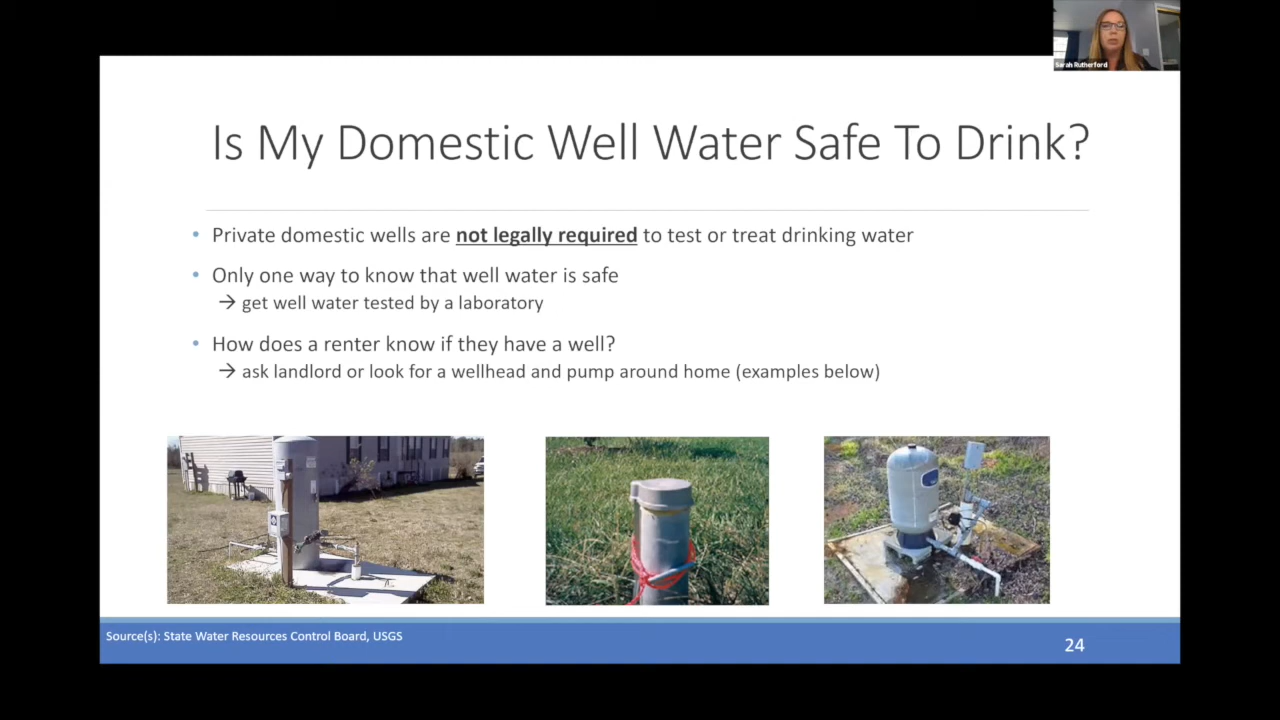 Sarah Rutherford
Is My Domestic Well Water Safe To Drink?
• Private domestic wells are not legally required to test or treat drinking water
• Only one way to know that well water is safe
→ get well water tested by a laboratory
• How does a renter know if they have a well?
→ ask landlord or look for a wellhead and pump around home (examples below)
Source(s): State Water Resources Control Board, USGS
24